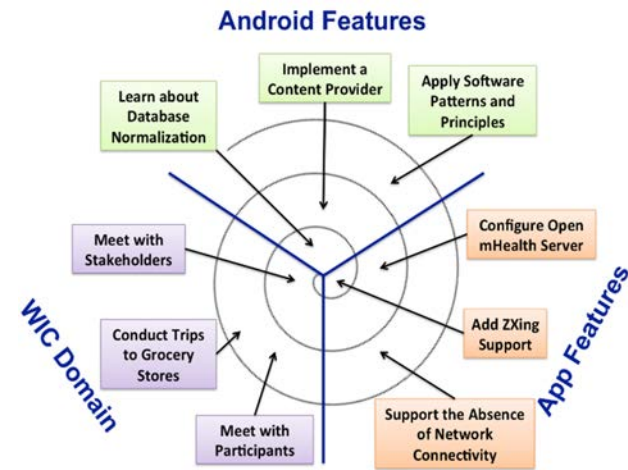 Android Features
Implement a
Content Provider
Apply Software
Patterns and
Principles
Learn about
Database
Normalization
Meet with
Stakeholders
Configure Open
mHealth Server
WIC Domain
Conduct Trips
to Grocery
Stores
Add ZXing
Support
App Features
Meet with
Participants
Support the Absence
of Network
Connectivity